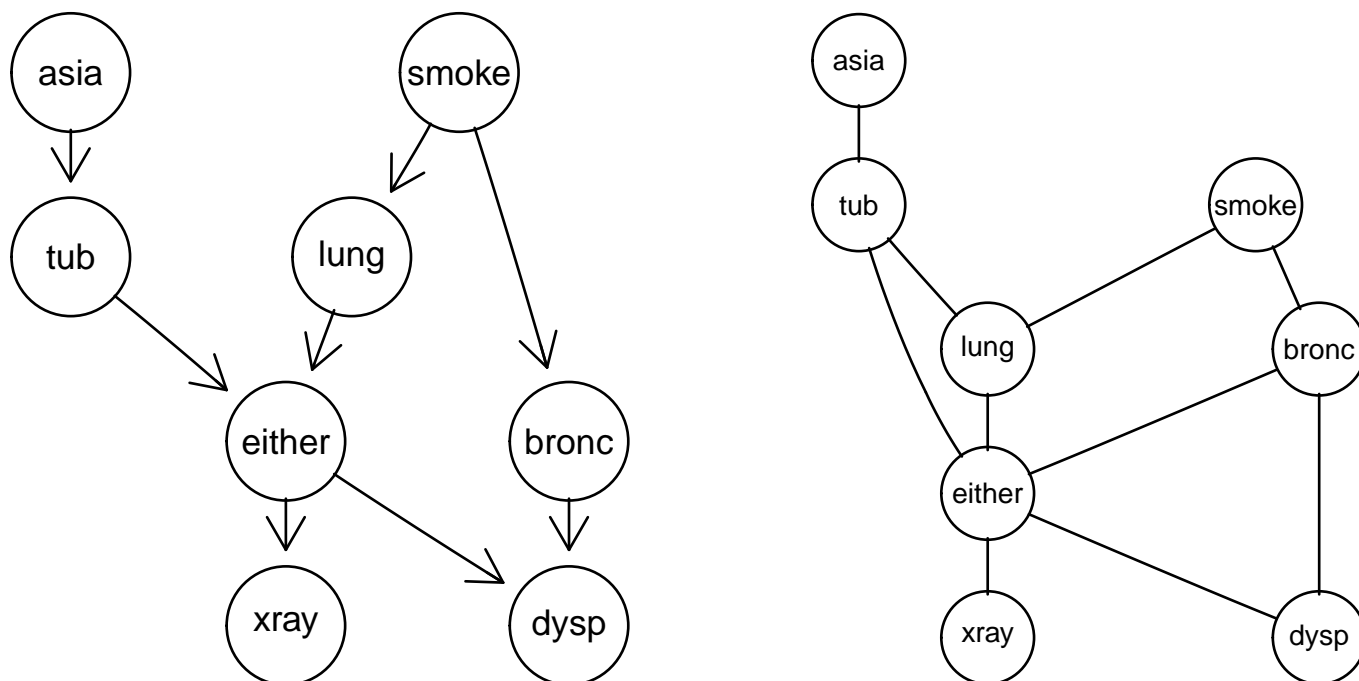 asia
smoke
tub
lung
either
bronc
xray
dysp
asia
tub
smoke
lung
bronc
either
xray
dysp